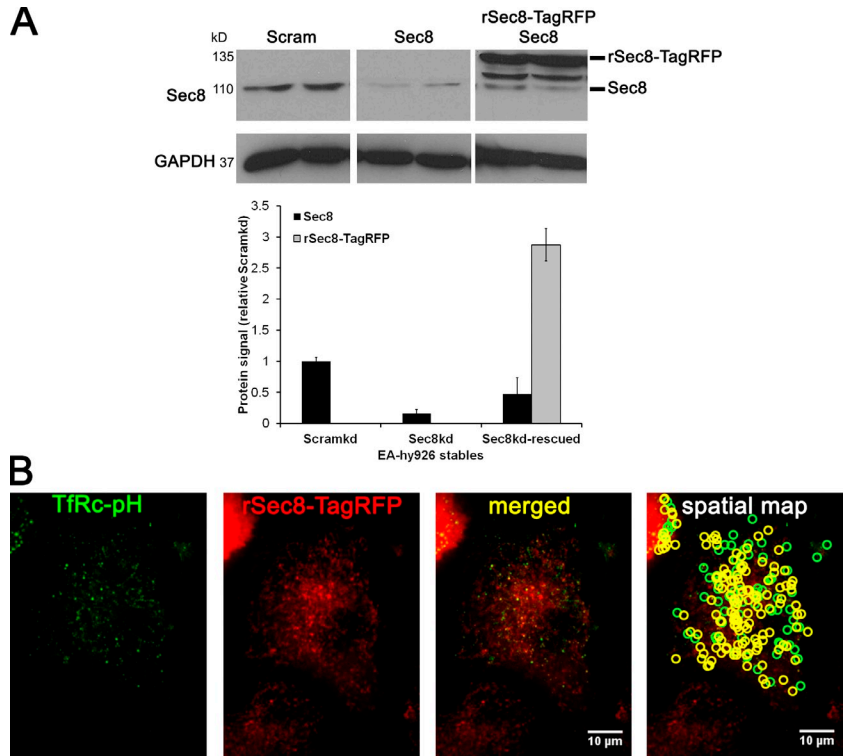 A
kD
Scram
Sec8
rSec8-TagRFP
Sec8
135
rSec8-TagRFP
Sec8
110
Sec8
GAPDH 37
3.5
3
2.5
2
1.5
1
0.5
0
Sec8
rSec8-TagRFP
Protein signal (relative Scramkd)
Scramkd
Sec8kd
Sec8kd-rescued
EA-hy926 stables
B
TfRc-pH
rSec8-TagRFP
merged
spatial map
10 µm
10 µm